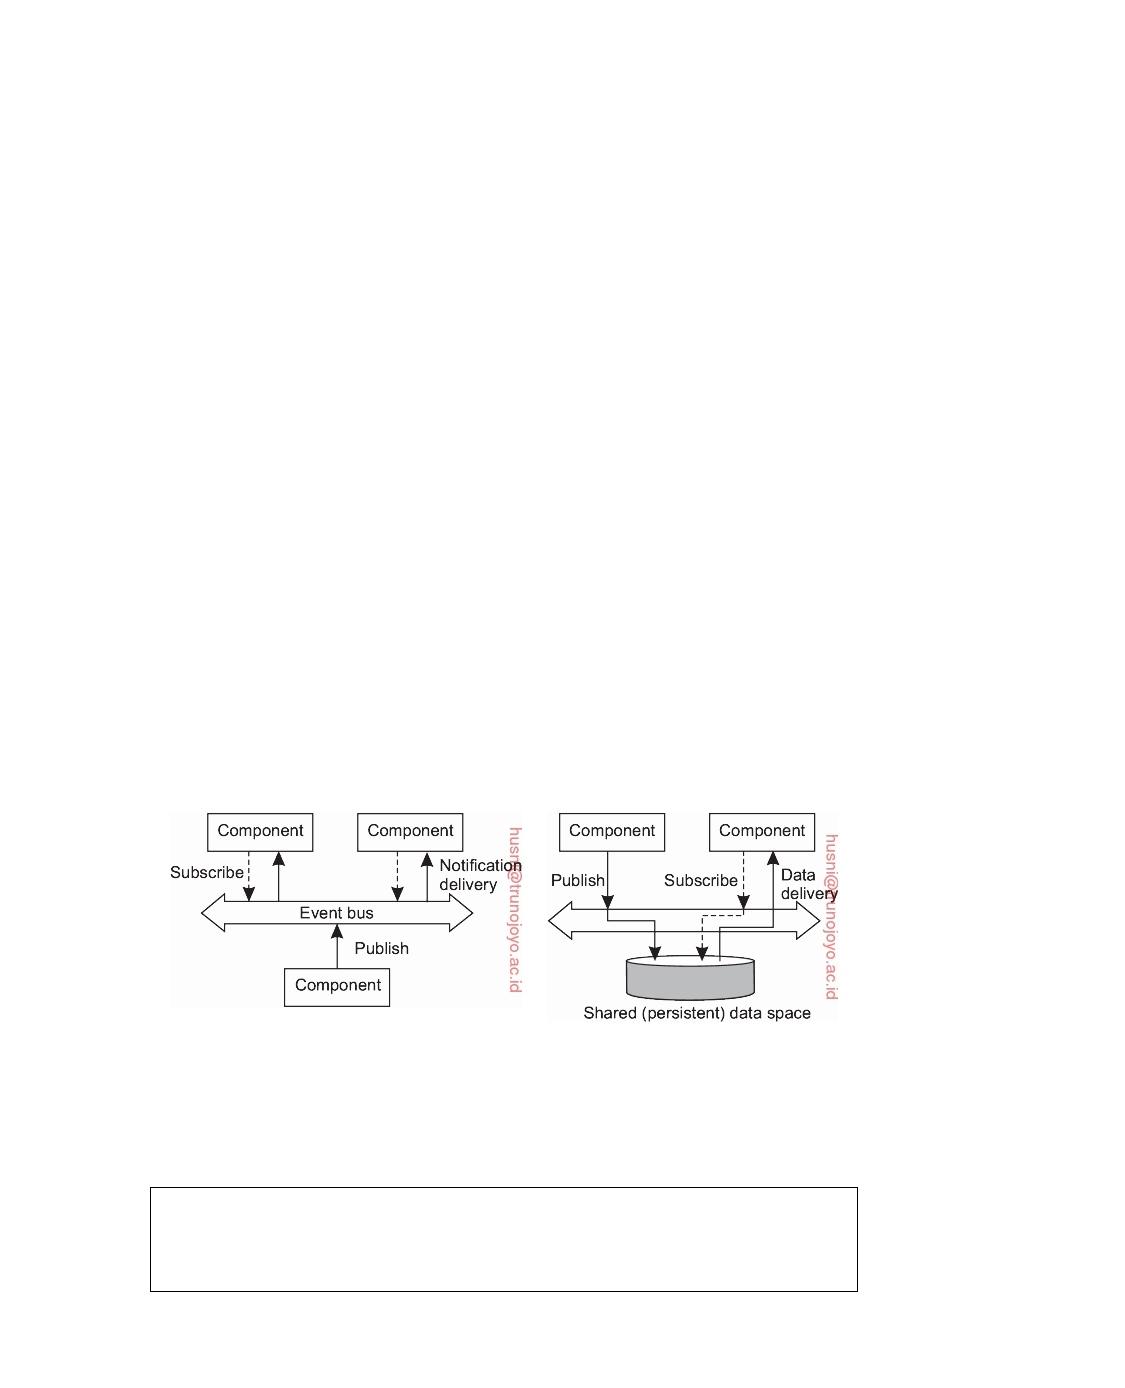 Component
Component
Subscribe
Notification
delivery
Event bus
Publish
Component
husni@trunojoyo.ac.id
Component
Component
Publish
Subscribe
Data
delivery
Shared (persistent) data space
husni@trunojoyo.ac.id